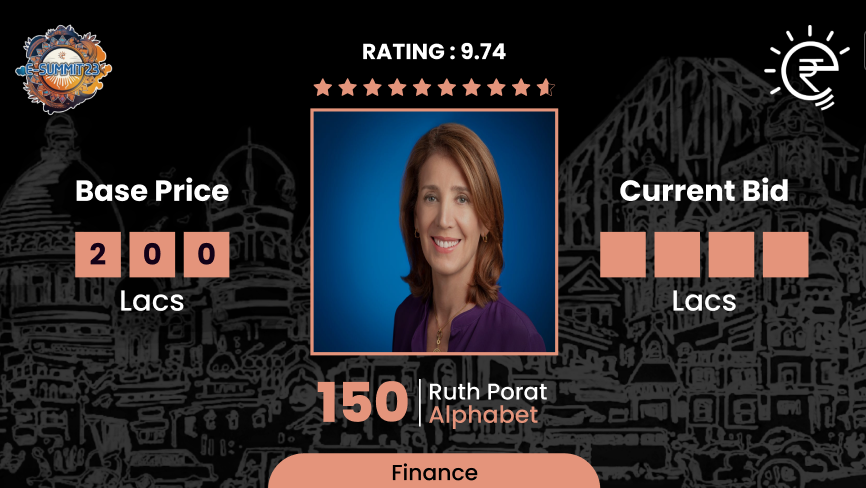 E-SUMMIT'23
RATING : 9.74
Base Price
2 0 0
Lacs
Current Bid
Lacs
150
Ruth Porat
Alphabet
Finance